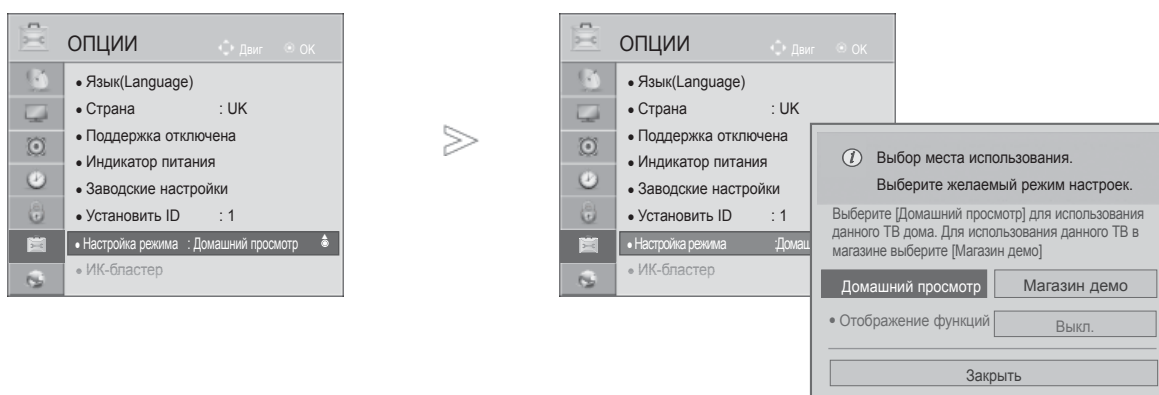 ОПЦИИ
Двиг
ОК
• Язык(Language)
• Страна : UK
• Поддержка отключена
• Индикатор питания
• Заводские настройки
• Установить ID : 1
• Настройка режима : Домашний просмотр
• ИК-бластер
ОПЦИИ
Двиг
ОК
• Язык(Language)
• Страна : UK
• Поддержка отключена
• Индикатор питания
• Заводские настройки
• Установить ID : 1
• Настройка режима :Домаш
• ИК-бластер
Выбор места использования.
Выберите желаемый режим настроек.
Выберите [Домашний просмотр] для использования
данного ТВ дома. Для использования данного ТВ в
магазине выберите [Магазин демо]
Домашний просмотр
Магазин демо
• Отображение функций
Выкл.
Закрыть